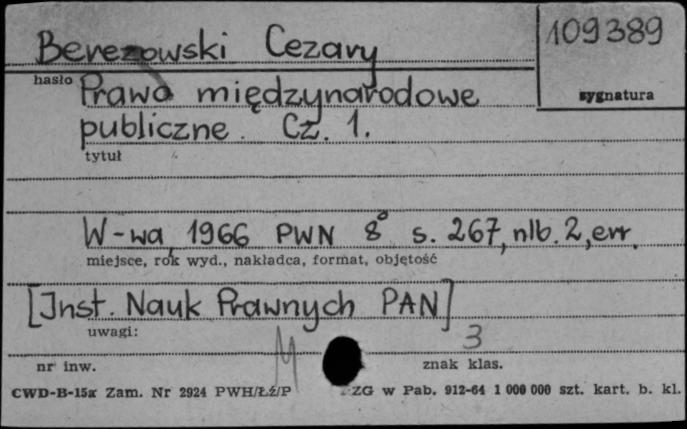 Berezowski Cezary
109389
hasło
sygnatura
Prawo międzynarodowe
publiczne. Cz. 1.
tytuł
W-wa, 1966 PWN 8° s. 267, nlb. 2, err.
miejsce, rok wyd., nakładca, format, objętość
[Inst. Nauk Prawnych PAN]
uwagi:
M 3
nr inw. znak klas.
CWD-B-15a Zam. Nr 2924 PWH/Łź/P ZG w Pab. 912-64 1 000 000 szt. kart. b. kl.